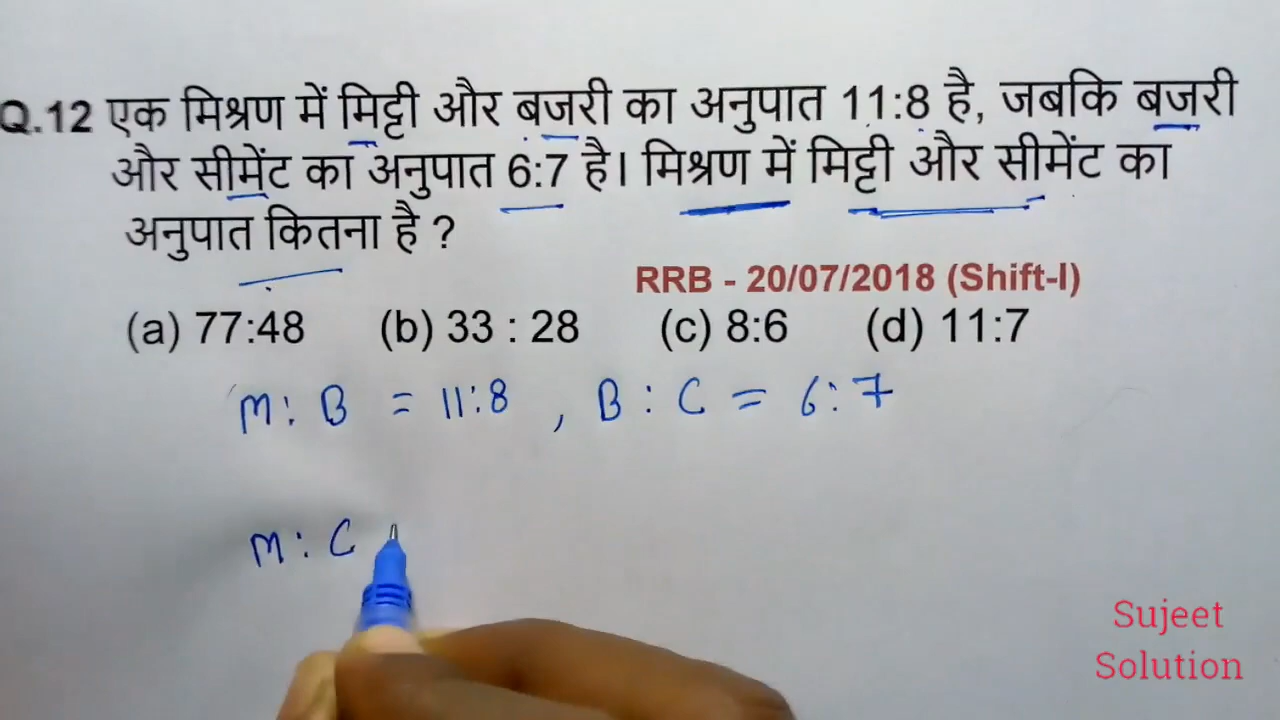 Q.12 एक मिश्रण में मिट्टी और बजरी का अनुपात 11:8 है, जबकि बजरी
और सीमेंट का अनुपात 6:7 है। मिश्रण में मिट्टी और सीमेंट का
अनुपात कितना है ?
RRB - 20/07/2018 (Shift-I)
(a) 77:48 (b) 33 : 28 (c) 8:6 (d) 11:7
M : B = 11:8 , B : C = 6:7
M : C
Sujeet
Solution